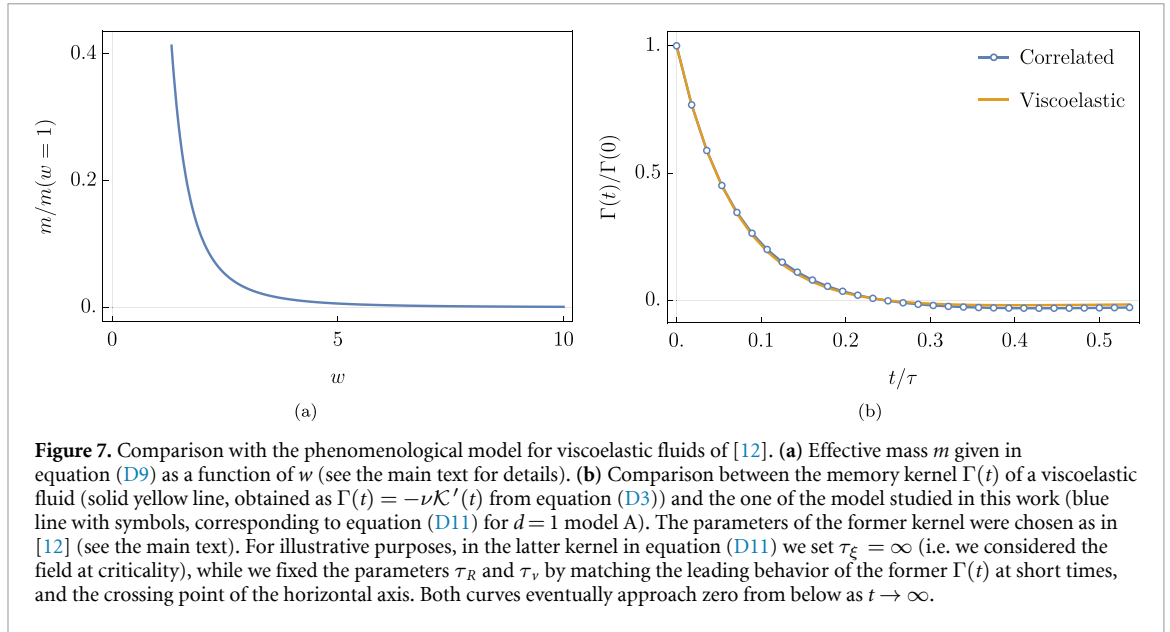 0.4
0.2
0.
m/m(w = 1)
0
5
10
w
(a)
1.
0.5
0.
Γ(t)/Γ(0)
Correlated
Viscoelastic
0.
0.1
0.2
0.3
0.4
0.5
t/τ
(b)
Figure 7. Comparison with the phenomenological model for viscoelastic fluids of [12]. (a) Effective mass m given in
equation (D9) as a function of w (see the main text for details). (b) Comparison between the memory kernel Γ(t) of a viscoelastic
fluid (solid yellow line, obtained as Γ(t) = −ν𝒦′(t) from equation (D3)) and the one of the model studied in this work (blue
line with symbols, corresponding to equation (D11) for d = 1 model A). The parameters of the former kernel were chosen as in
[12] (see the main text). For illustrative purposes, in the latter kernel in equation (D11) we set τ_ξ = ∞ (i.e. we considered the
field at criticality), while we fixed the parameters τ_R and τ_ν by matching the leading behavior of the former Γ(t) at short times,
and the crossing point of the horizontal axis. Both curves eventually approach zero from below as t → ∞.